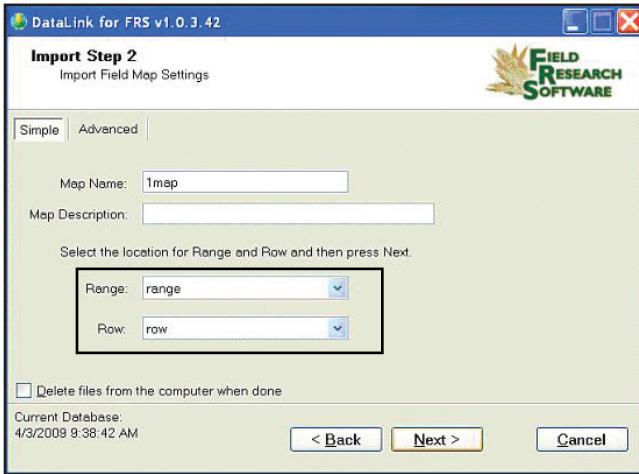 DataLink for FRS v1.0.3.42
Import Step 2
Import Field Map Settings
FIELD
RESEARCH
SOFTWARE
Simple Advanced
Map Name: 1map
Map Description:
Select the location for Range and Row and then press Next.
Range: range
Row: row
Delete files from the computer when done
Current Database:
4/3/2009 9:38:42 AM
< Back Next > Cancel